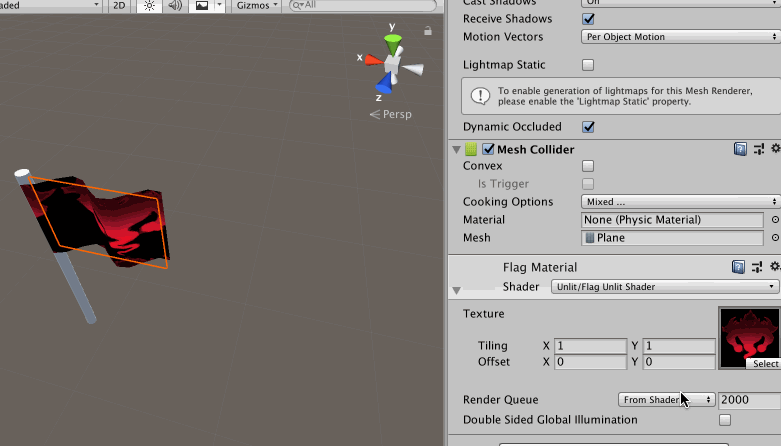 2D Gizmos All
y
x
z
Persp
Cast Shadows On
Receive Shadows
Motion Vectors Per Object Motion
Lightmap Static
To enable generation of lightmaps for this Mesh Renderer,
please enable the 'Lightmap Static' property.
Dynamic Occluded
Mesh Collider
Convex
Is Trigger
Cooking Options Mixed ...
Material None (Physic Material)
Mesh Plane
Flag Material
Shader Unlit/Flag Unlit Shader
Texture
Tiling X 1 Y 1
Offset X 0 Y 0
Select
Render Queue From Shader 2000
Double Sided Global Illumination